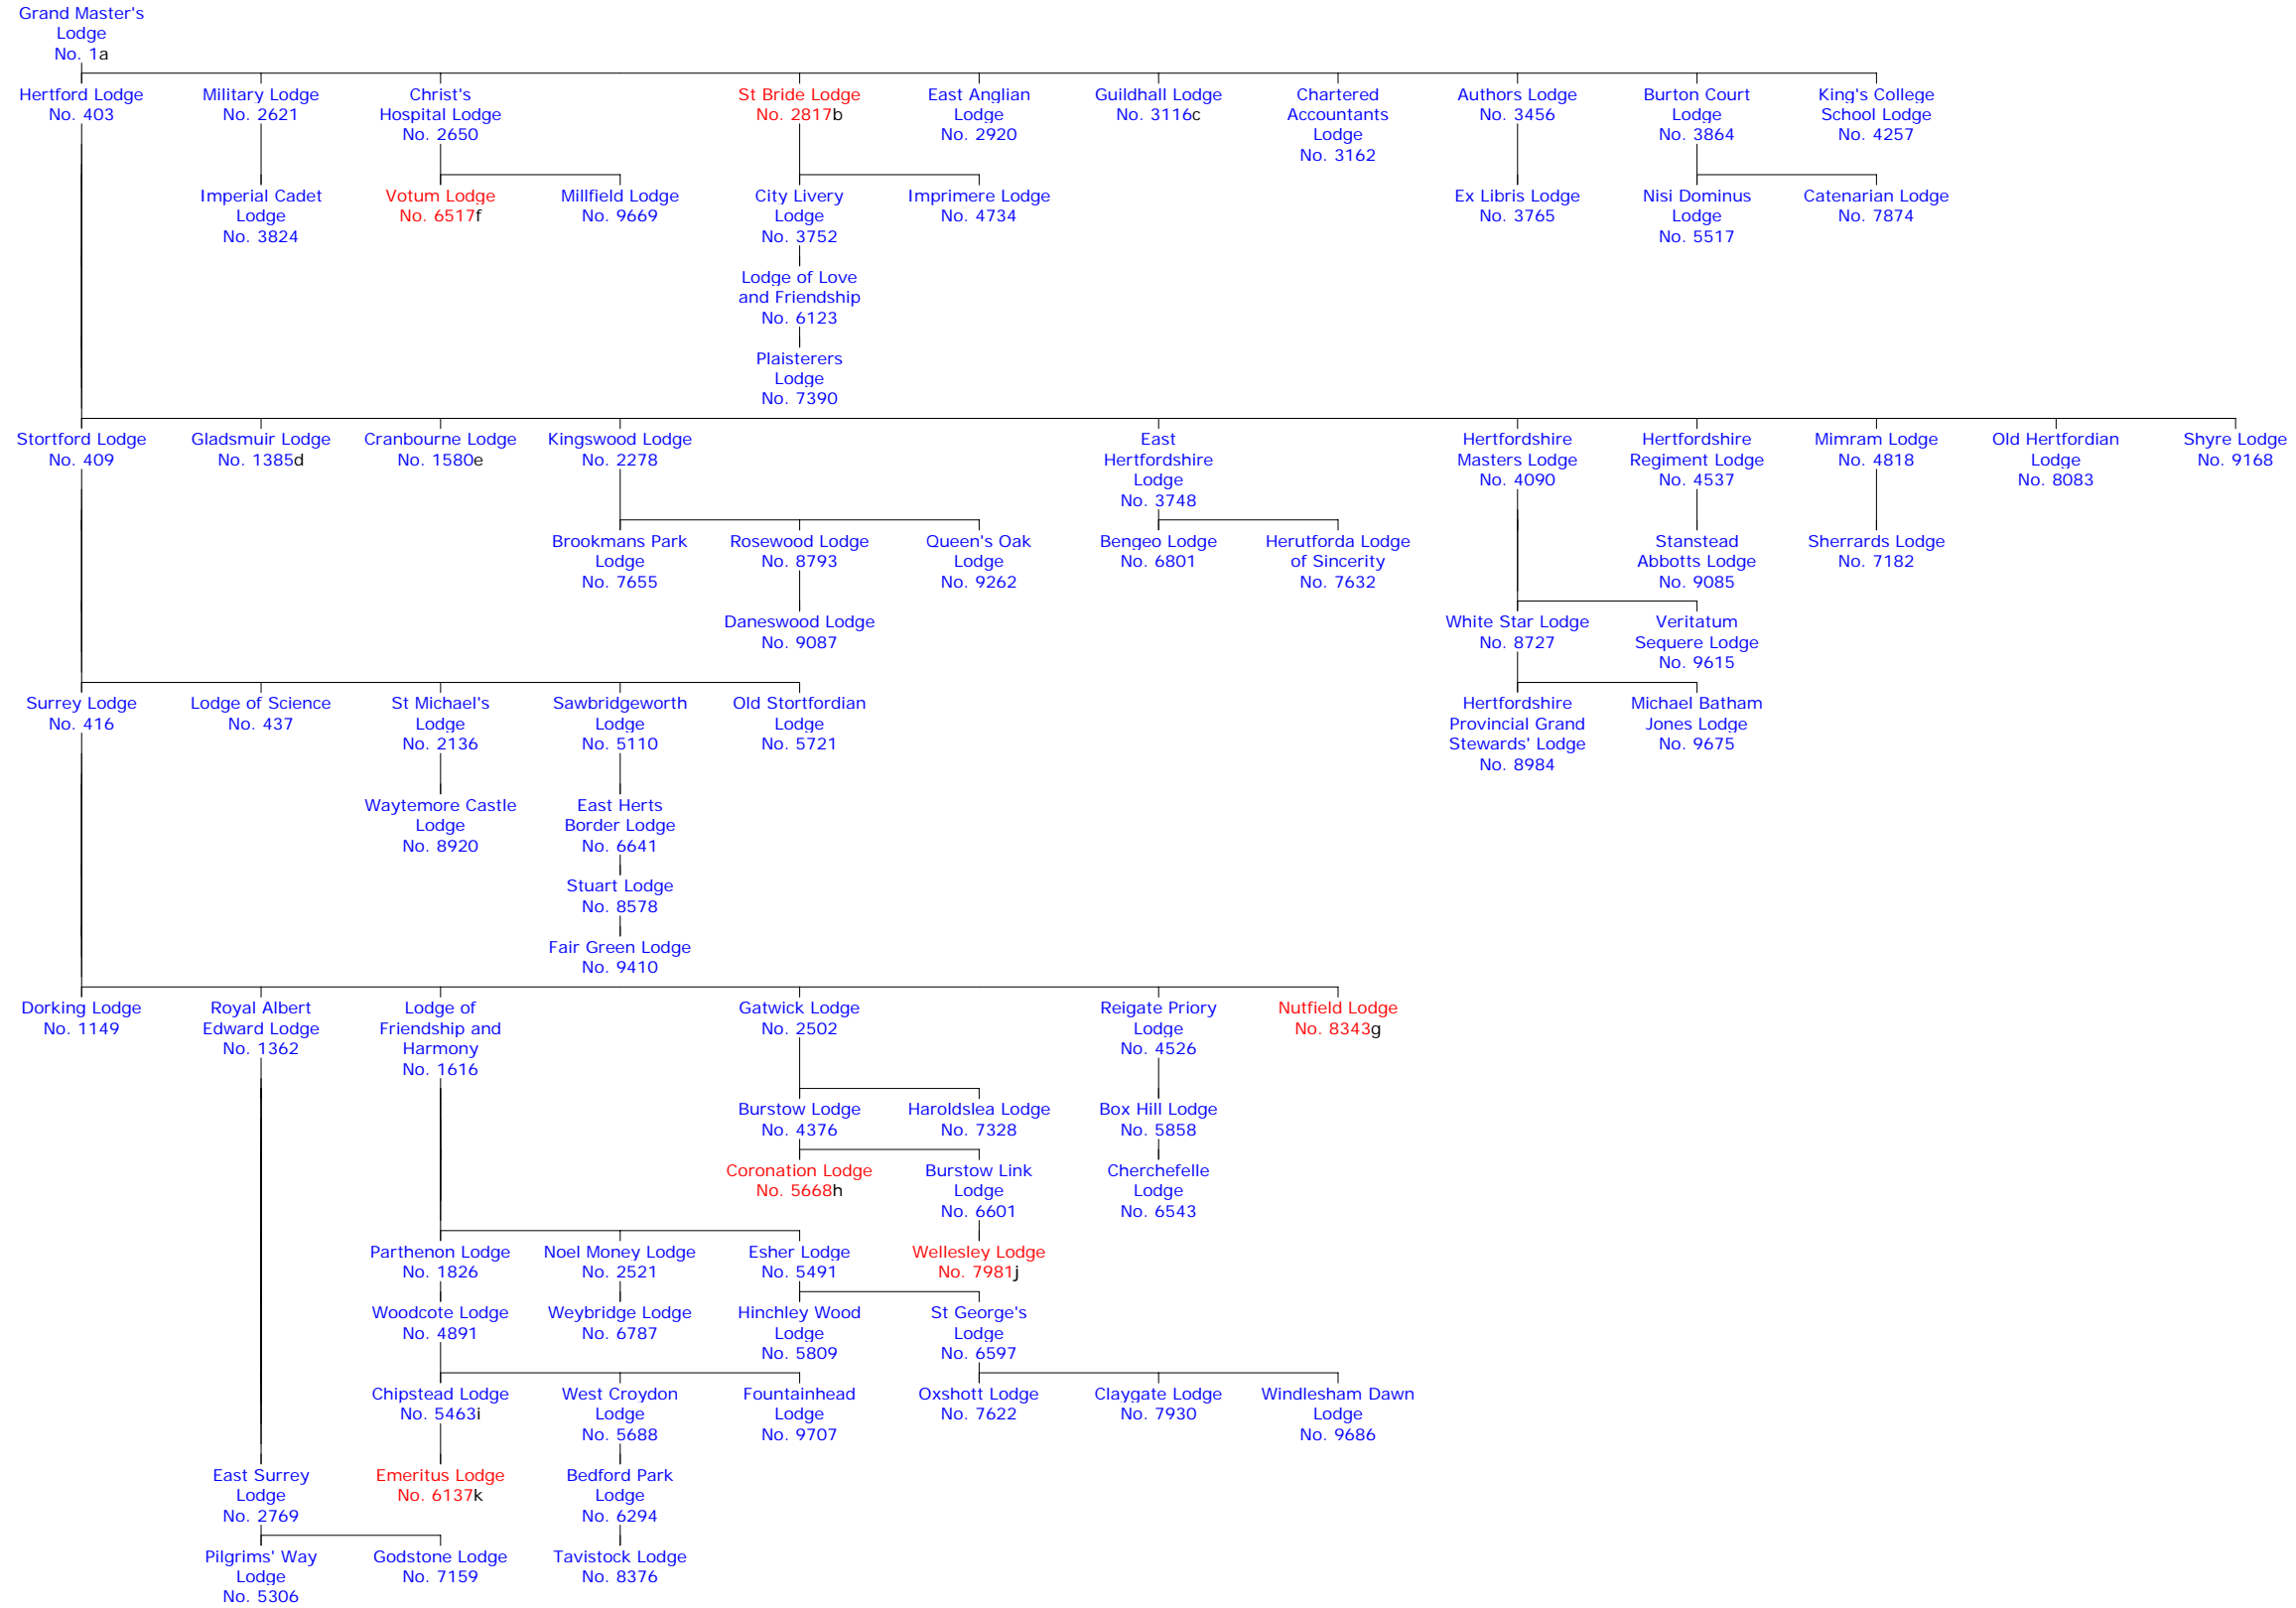 Grand Master's
Lodge
No. 1a
Hertford Lodge
No. 403
Military Lodge
No. 2621
Christ's
Hospital Lodge
No. 2650
St Bride Lodge
No. 2817b
East Anglian
Lodge
No. 2920
Guildhall Lodge
No. 3116c
Chartered
Accountants
Lodge
No. 3162
Authors Lodge
No. 3456
Burton Court
Lodge
No. 3864
King's College
School Lodge
No. 4257
Imperial Cadet
Lodge
No. 3824
Votum Lodge
No. 6517f
Millfield Lodge
No. 9669
City Livery
Lodge
No. 3752
Imprimere Lodge
No. 4734
Ex Libris Lodge
No. 3765
Nisi Dominus
Lodge
No. 5517
Catenarian Lodge
No. 7874
Lodge of Love
and Friendship
No. 6123
Plaisterers
Lodge
No. 7390
Stortford Lodge
No. 409
Gladsmuir Lodge
No. 1385d
Cranbourne Lodge
No. 1580e
Kingswood Lodge
No. 2278
East
Hertfordshire
Lodge
No. 3748
Hertfordshire
Masters Lodge
No. 4090
Hertfordshire
Regiment Lodge
No. 4537
Mimram Lodge
No. 4818
Old Hertfordian
Lodge
No. 8083
Shyre Lodge
No. 9168
Brookmans Park
Lodge
No. 7655
Rosewood Lodge
No. 8793
Queen's Oak
Lodge
No. 9262
Bengeo Lodge
No. 6801
Herutforda Lodge
of Sincerity
No. 7632
Stanstead
Abbotts Lodge
No. 9085
Sherrards Lodge
No. 7182
Daneswood Lodge
No. 9087
White Star Lodge
No. 8727
Veritatum
Sequere Lodge
No. 9615
Surrey Lodge
No. 416
Lodge of Science
No. 437
St Michael's
Lodge
No. 2136
Sawbridgeworth
Lodge
No. 5110
Old Stortfordian
Lodge
No. 5721
Hertfordshire
Provincial Grand
Stewards' Lodge
No. 8984
Michael Batham
Jones Lodge
No. 9675
Waytemore Castle
Lodge
No. 8920
East Herts
Border Lodge
No. 6641
Stuart Lodge
No. 8578
Fair Green Lodge
No. 9410
Dorking Lodge
No. 1149
Royal Albert
Edward Lodge
No. 1362
Lodge of
Friendship and
Harmony
No. 1616
Gatwick Lodge
No. 2502
Reigate Priory
Lodge
No. 4526
Nutfield Lodge
No. 8343g
Burstow Lodge
No. 4376
Haroldslea Lodge
No. 7328
Box Hill Lodge
No. 5858
Coronation Lodge
No. 5668h
Burstow Link
Lodge
No. 6601
Cherchefelle
Lodge
No. 6543
Parthenon Lodge
No. 1826
Noel Money Lodge
No. 2521
Esher Lodge
No. 5491
Wellesley Lodge
No. 7981j
Woodcote Lodge
No. 4891
Weybridge Lodge
No. 6787
Hinchley Wood
Lodge
No. 5809
St George's
Lodge
No. 6597
Chipstead Lodge
No. 5463i
West Croydon
Lodge
No. 5688
Fountainhead
Lodge
No. 9707
Oxshott Lodge
No. 7622
Claygate Lodge
No. 7930
Windlesham Dawn
Lodge
No. 9686
East Surrey
Lodge
No. 2769
Emeritus Lodge
No. 6137k
Bedford Park
Lodge
No. 6294
Pilgrims' Way
Lodge
No. 5306
Godstone Lodge
No. 7159
Tavistock Lodge
No. 8376